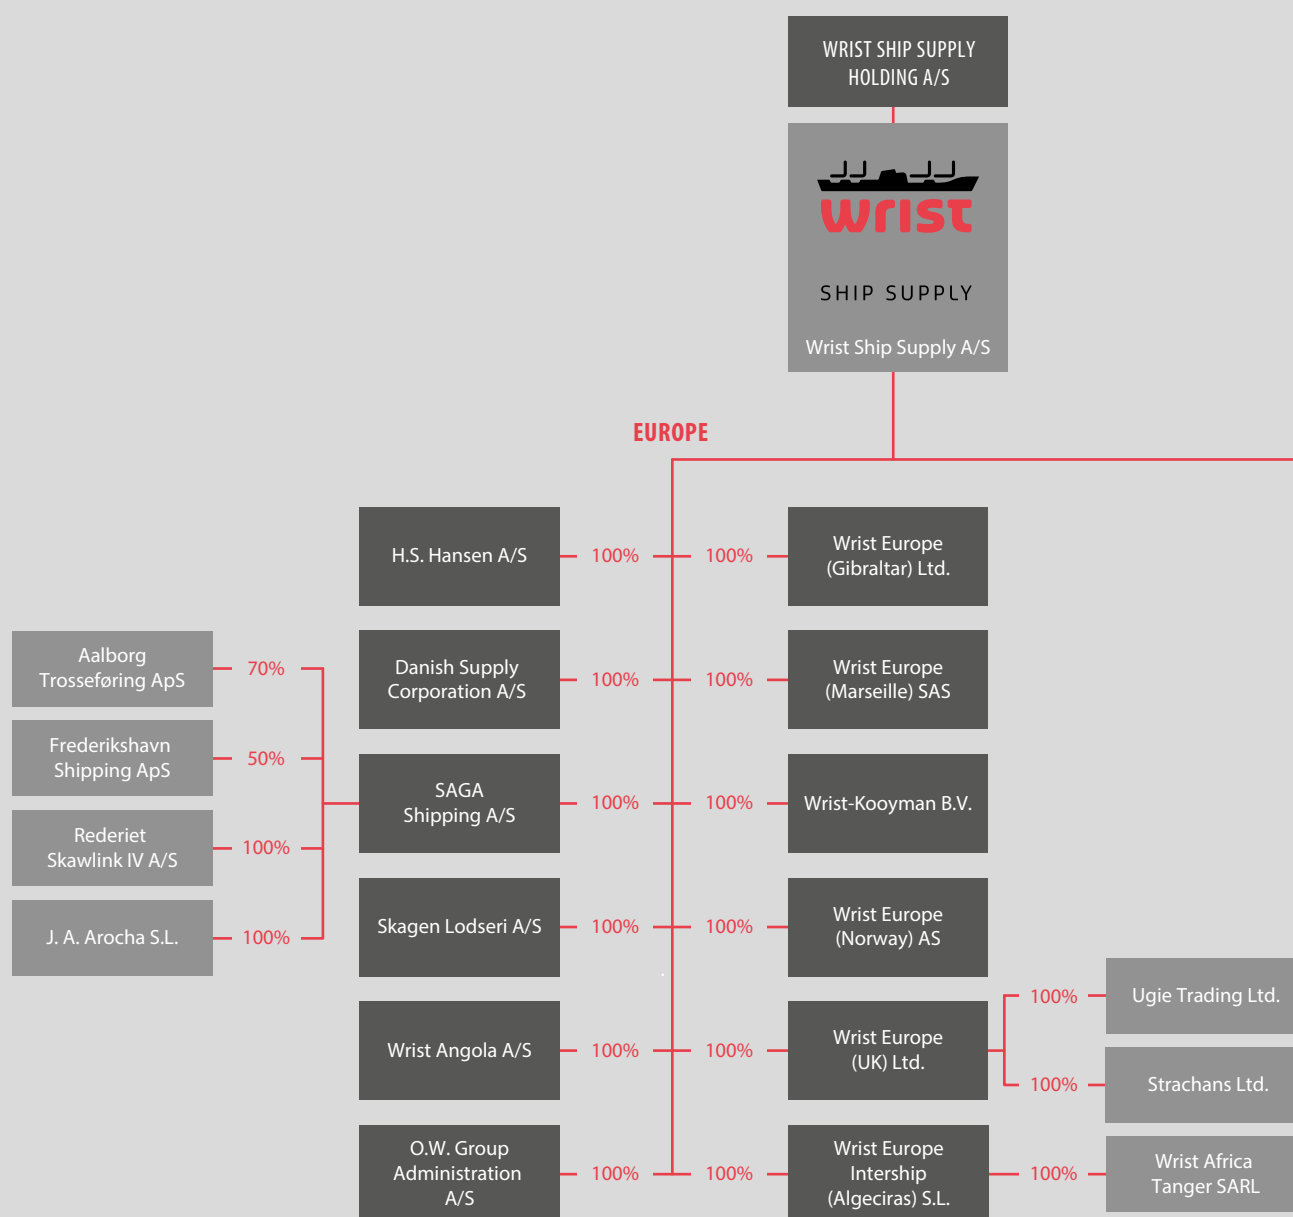 WRIST SHIP SUPPLY
HOLDING A/S
wrist
SHIP SUPPLY
Wrist Ship Supply A/S
EUROPE
H.S. Hansen A/S
100%
100%
Wrist Europe
(Gibraltar) Ltd.
Aalborg
Trosseføring ApS
70%
Danish Supply
Corporation A/S
100%
100%
Wrist Europe
(Marseille) SAS
Frederikshavn
Shipping ApS
50%
SAGA
Shipping A/S
100%
100%
Wrist-Kooyman B.V.
Rederiet
Skawlink IV A/S
100%
J. A. Arocha S.L.
100%
Skagen Lodseri A/S
100%
100%
Wrist Europe
(Norway) AS
Wrist Angola A/S
100%
100%
Wrist Europe
(UK) Ltd.
100%
Ugie Trading Ltd.
100%
Strachans Ltd.
O.W. Group
Administration
A/S
100%
100%
Wrist Europe
Intership
(Algeciras) S.L.
100%
Wrist Africa
Tanger SARL